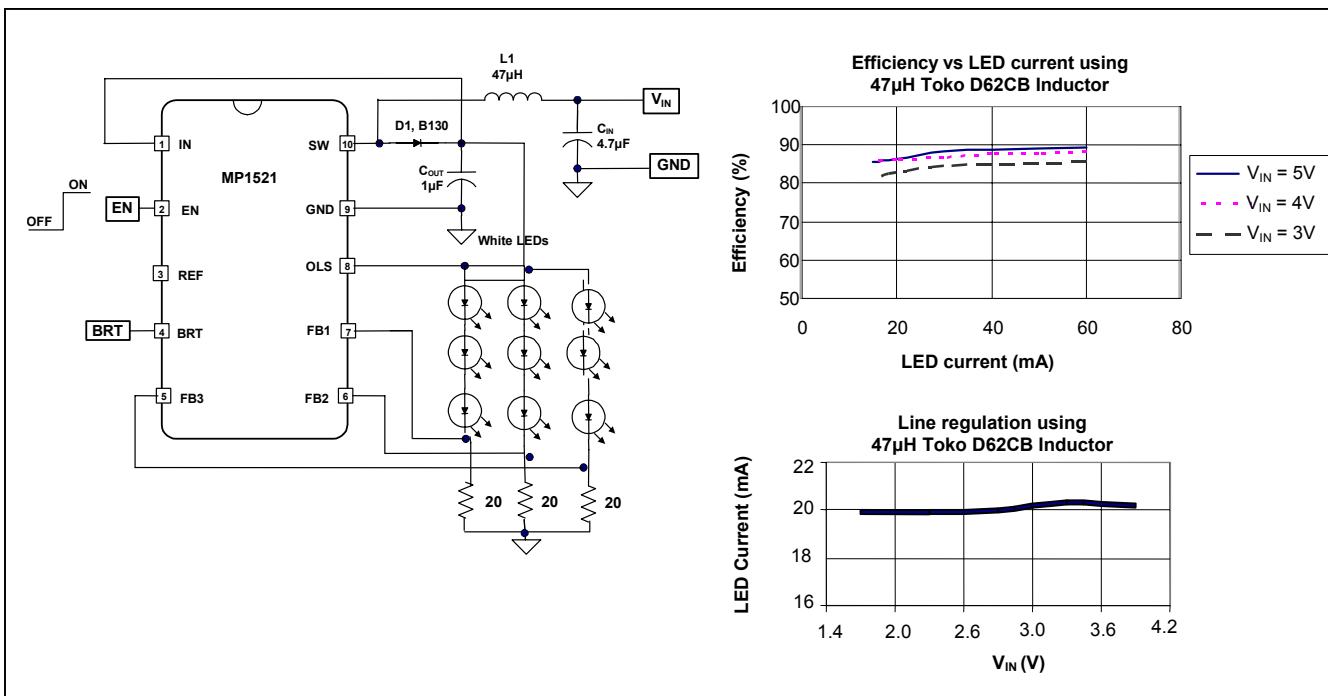 L1
47µH
VIN
D1, B130
CIN
4.7µF
GND
COUT
1µF
1 IN
SW 10
MP1521
ON
OFF
EN
2 EN
GND 9
3 REF
White LEDs
OLS 8
BRT
4 BRT
FB1 7
5 FB3
FB2 6
20 20 20
Efficiency vs LED current using
47µH Toko D62CB Inductor
Efficiency (%)
100
90
80
70
60
50
0 20 40 60 80
LED current (mA)
VIN = 5V
VIN = 4V
VIN = 3V
Line regulation using
47µH Toko D62CB Inductor
LED Current (mA)
22
20
18
16
1.4 2.0 2.6 3.0 3.6 4.2
VIN (V)